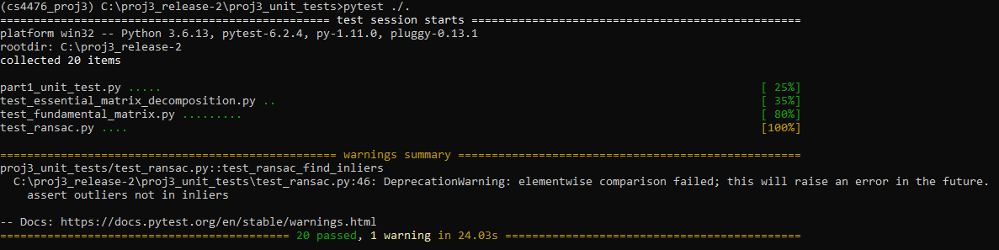 (cs4476_proj3) C:\proj3_release-2\proj3_unit_tests>pytest ./.
================================================== test session starts ==================================================
platform win32 -- Python 3.6.13, pytest-6.2.4, py-1.11.0, pluggy-0.13.1
rootdir: C:\proj3_release-2
collected 20 items
part1_unit_test.py ..... [ 25%]
test_essential_matrix_decomposition.py .. [ 35%]
test_fundamental_matrix.py ......... [ 80%]
test_ransac.py .... [100%]
=================================================== warnings summary ===================================================
proj3_unit_tests/test_ransac.py::test_ransac_find_inliers
C:\proj3_release-2\proj3_unit_tests\test_ransac.py:46: DeprecationWarning: elementwise comparison failed; this will raise an error in the future.
assert outliers not in inliers
-- Docs: https://docs.pytest.org/en/stable/warnings.html
=========================================== 20 passed, 1 warning in 24.03s ============================================